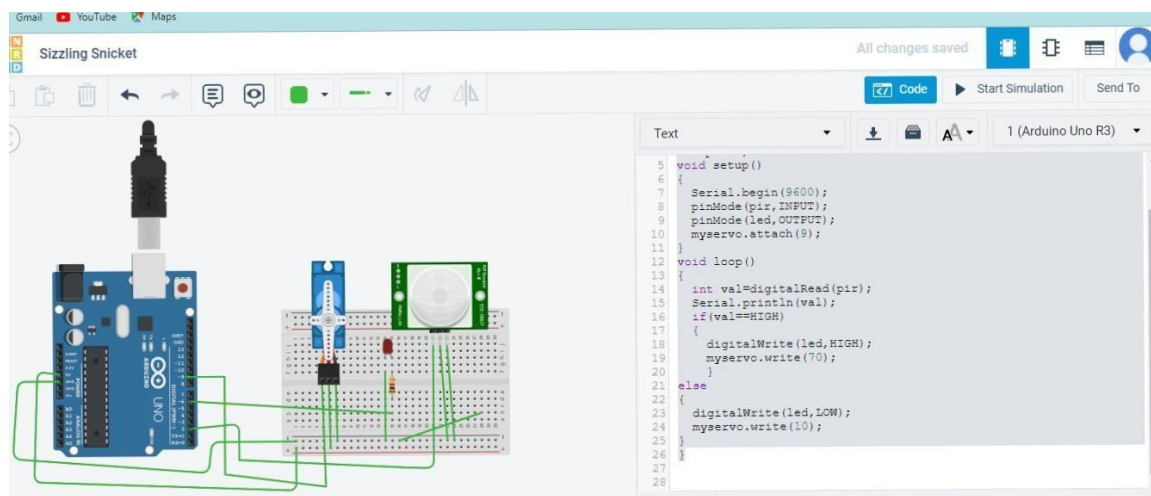 Gmail YouTube Maps
Sizzling Snicket
All changes saved
Code
Start Simulation
Send To
Text
1 (Arduino Uno R3)
5 void setup()
6 {
7 Serial.begin(9600);
8 pinMode(pir,INPUT);
9 pinMode(led,OUTPUT);
10 myservo.attach(9);
11 }
12 void loop()
13 {
14 int val=digitalRead(pir);
15 Serial.println(val);
16 if(val==HIGH)
17 {
18 digitalWrite(led,HIGH);
19 myservo.write(70);
20 }
21 else
22 {
23 digitalWrite(led,LOW);
24 myservo.write(10);
25 }
26 }
27
28
ARDUINO
UNO